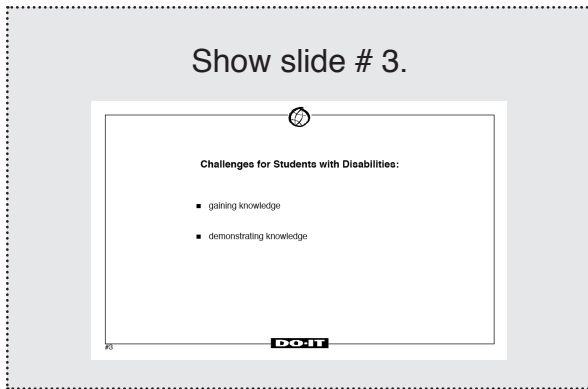 Show slide # 3.
Challenges for Students with Disabilities:
■ gaining knowledge
■ demonstrating knowledge
#3
DO-IT